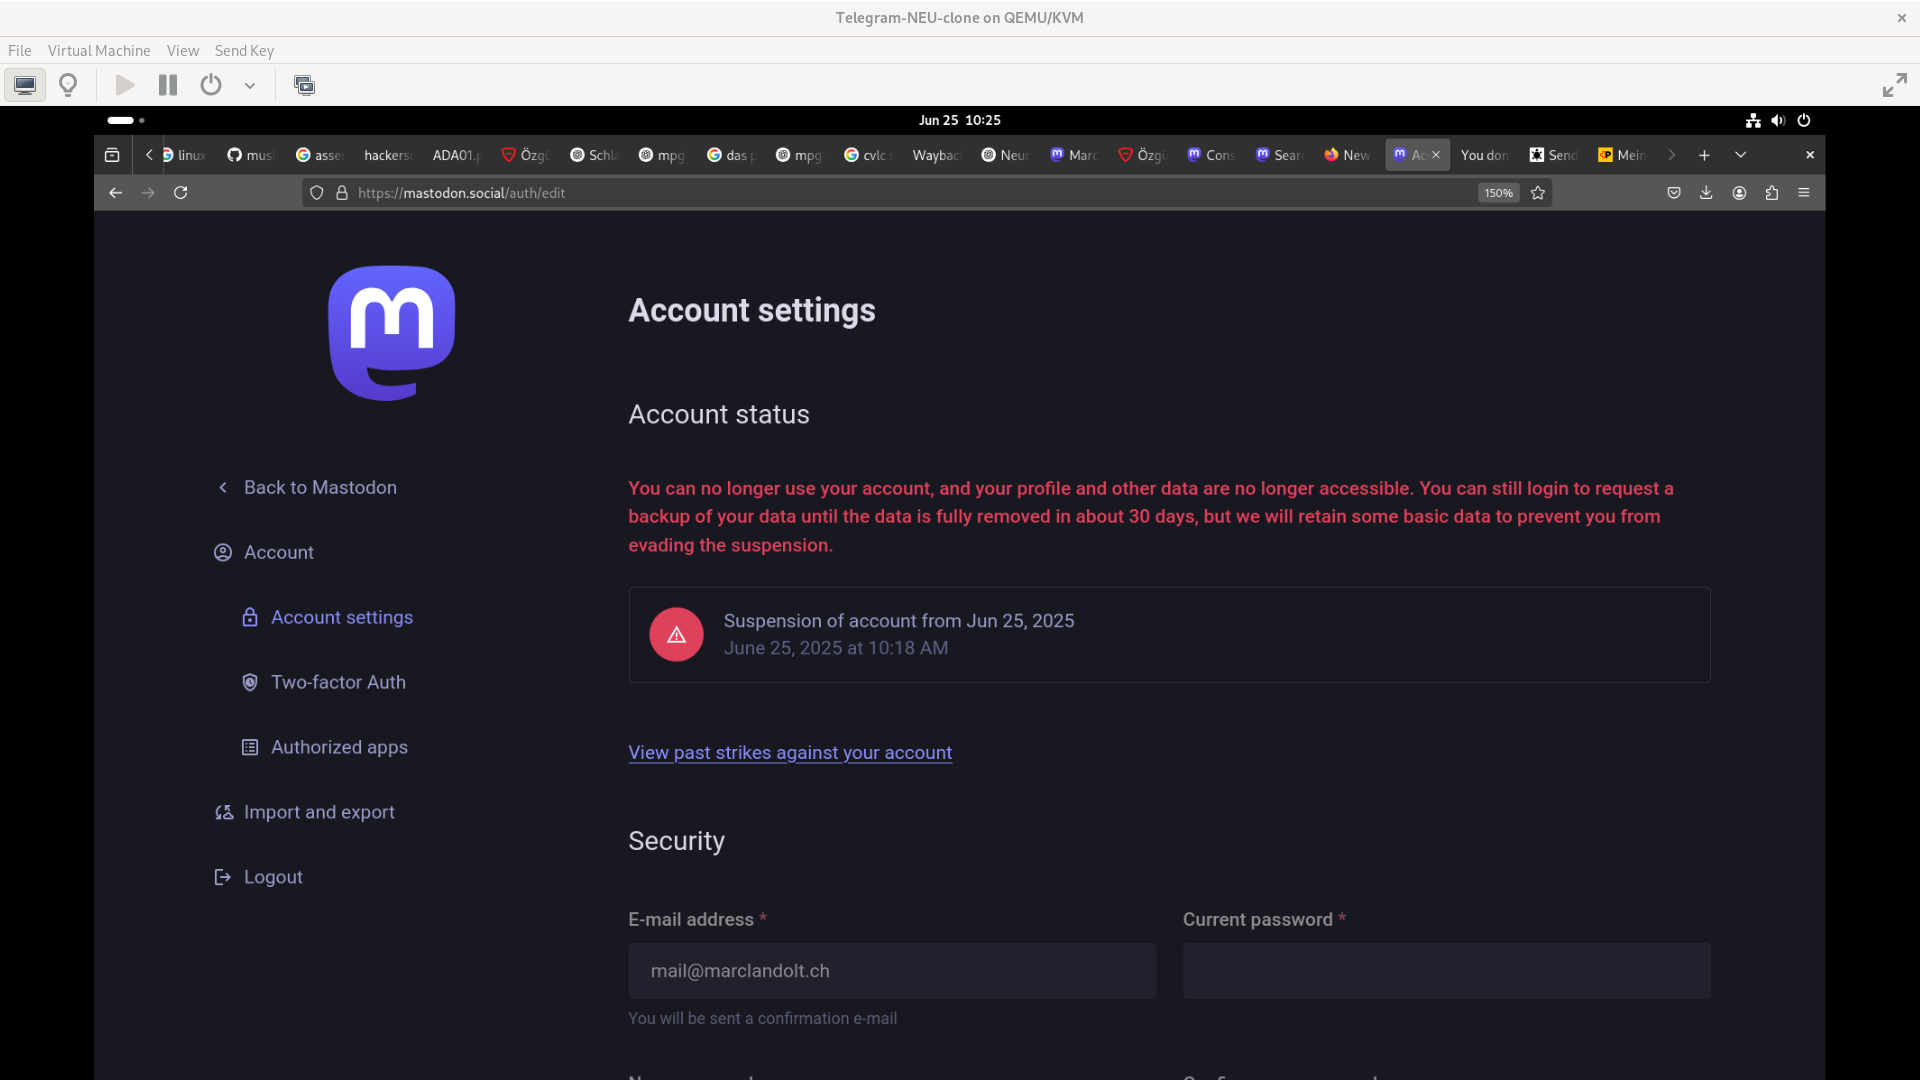 Telegram-NEU-clone on QEMU/KVM
File Virtual Machine View Send Key
Jun 25 10:25
linux mus asse hackers ADA01.p Özgü Schla mpg das p mpg cvlc Wayba Neur Marc Özgü Cons Sear New Ac You don Send Mein
https://mastodon.social/auth/edit 150%
Account settings
Account status
You can no longer use your account, and your profile and other data are no longer accessible. You can still login to request a
backup of your data until the data is fully removed in about 30 days, but we will retain some basic data to prevent you from
evading the suspension.
Suspension of account from Jun 25, 2025
June 25, 2025 at 10:18 AM
View past strikes against your account
Back to Mastodon
Account
Account settings
Two-factor Auth
Authorized apps
Import and export
Logout
Security
E-mail address *
mail@marclandolt.ch
You will be sent a confirmation e-mail
Current password *